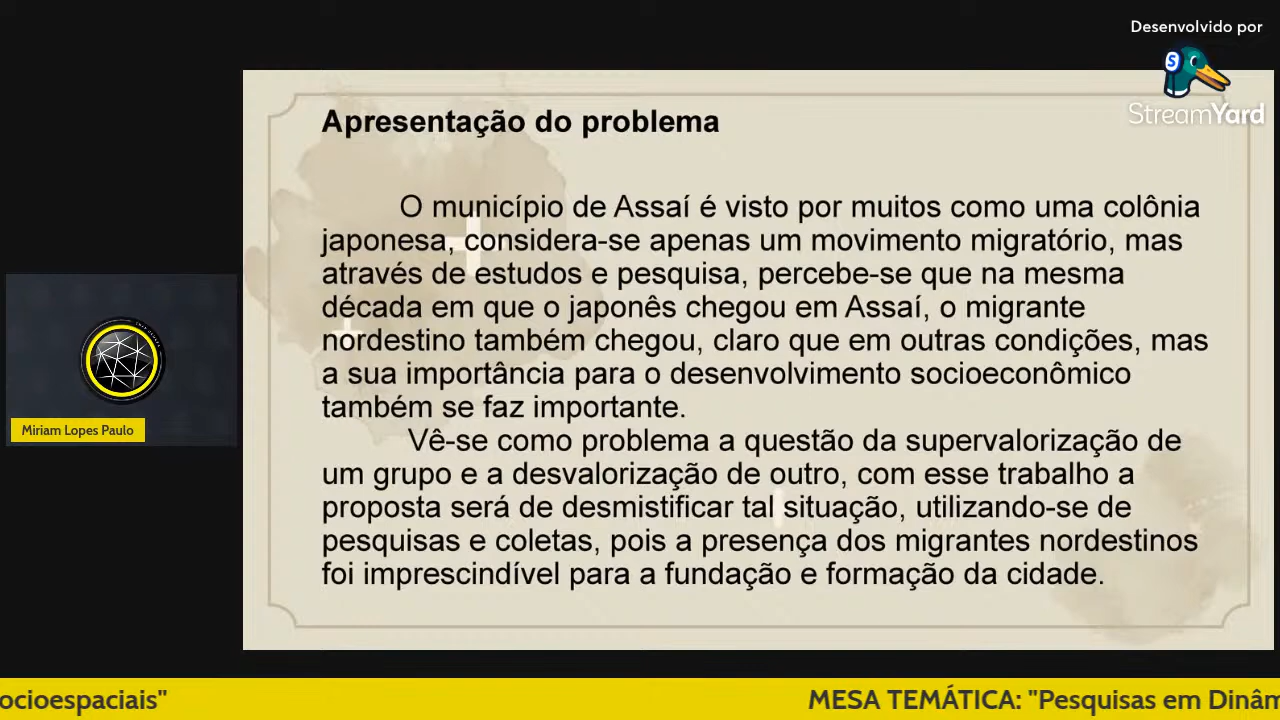 Desenvolvido por
StreamYard
Apresentação do problema
O município de Assaí é visto por muitos como uma colônia
japonesa, considera-se apenas um movimento migratório, mas
através de estudos e pesquisa, percebe-se que na mesma
década em que o japonês chegou em Assaí, o migrante
nordestino também chegou, claro que em outras condições, mas
a sua importância para o desenvolvimento socioeconômico
também se faz importante.
Vê-se como problema a questão da supervalorização de
um grupo e a desvalorização de outro, com esse trabalho a
proposta será de desmistificar tal situação, utilizando-se de
pesquisas e coletas, pois a presença dos migrantes nordestinos
foi imprescindível para a fundação e formação da cidade.
Miriam Lopes Paulo
ocioespaciais" MESA TEMÁTICA: "Pesquisas em Dinâm